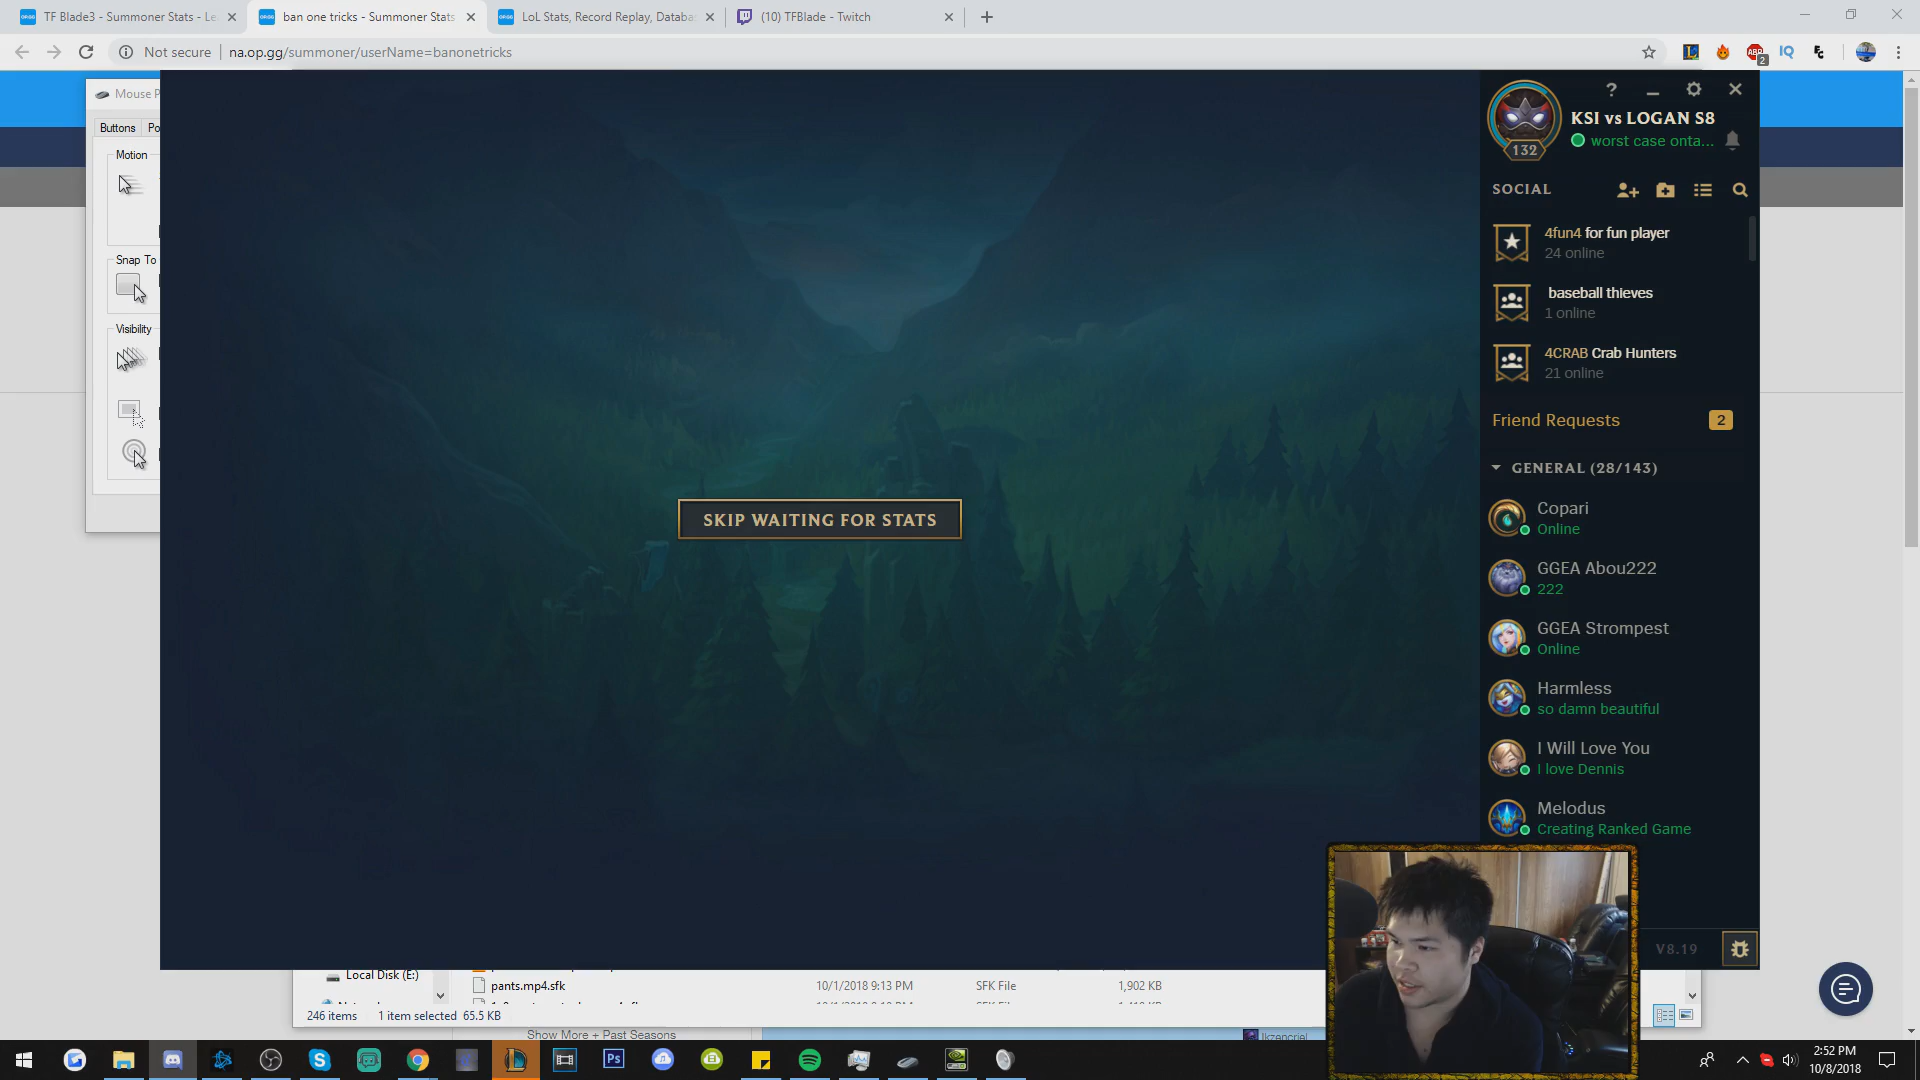 TF Blade3 - Summoner Stats - Le
ban one tricks - Summoner Stats
LoL Stats, Record Replay, Databa
(10) TFBlade - Twitch
Not secure | na.op.gg/summoner/userName=banonetricks
2
Mouse P
Buttons
Po
Motion
Snap To
Visibility
SKIP WAITING FOR STATS
?
KSI vs LOGAN S8
worst case onta...
132
SOCIAL
4fun4 for fun player
24 online
baseball thieves
1 online
4CRAB Crab Hunters
21 online
Friend Requests
2
GENERAL (28/143)
Copari
Online
GGEA Abou222
222
GGEA Strompest
Online
Harmless
so damn beautiful
I Will Love You
I love Dennis
Melodus
Creating Ranked Game
V8.19
Local Disk (E:)
pants.mp4.sfk
10/1/2018 9:13 PM
SFK File
1,902 KB
246 items
1 item selected 65.5 KB
Show More + Past Seasons
Ikzencriel
2:52 PM
10/8/2018